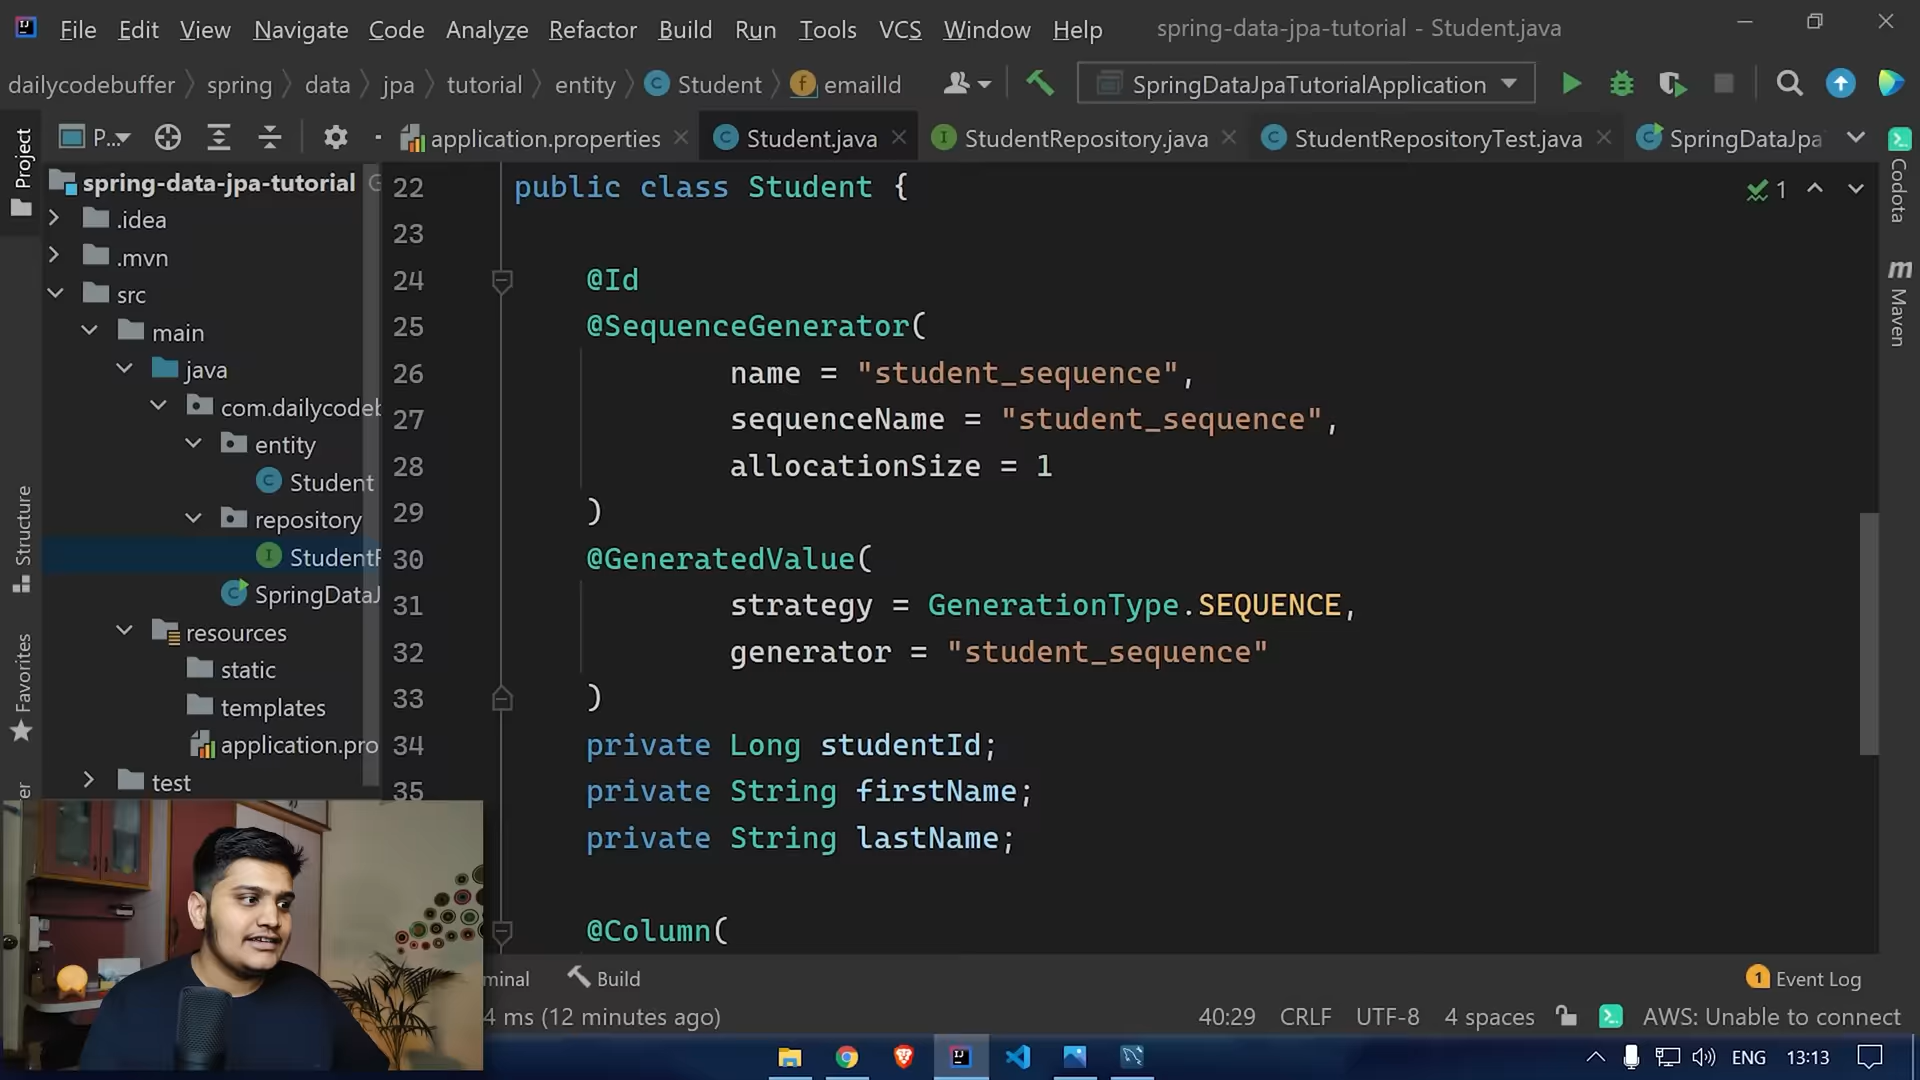 File Edit View Navigate Code Analyze Refactor Build Run Tools VCS Window Help spring-data-jpa-tutorial - Student.java
dailycodebuffer spring data jpa tutorial entity Student emailId SpringDataJpaTutorialApplication
P... application.properties Student.java StudentRepository.java StudentRepositoryTest.java SpringDataJpa
Project
Structure
Favorites
spring-data-jpa-tutorial
.idea
.mvn
src
main
java
com.dailycodeb
entity
Student
repository
StudentR
SpringDataJ
resources
static
templates
application.pro
test
22 public class Student {
23
24 @Id
25 @SequenceGenerator(
26 name = "student_sequence",
27 sequenceName = "student_sequence",
28 allocationSize = 1
29 )
30 @GeneratedValue(
31 strategy = GenerationType.SEQUENCE,
32 generator = "student_sequence"
33 )
34 private Long studentId;
35 private String firstName;
private String lastName;
@Column(
1
Codota
Maven
minal Build 1 Event Log
4 ms (12 minutes ago) 40:29 CRLF UTF-8 4 spaces AWS: Unable to connect
ENG 13:13